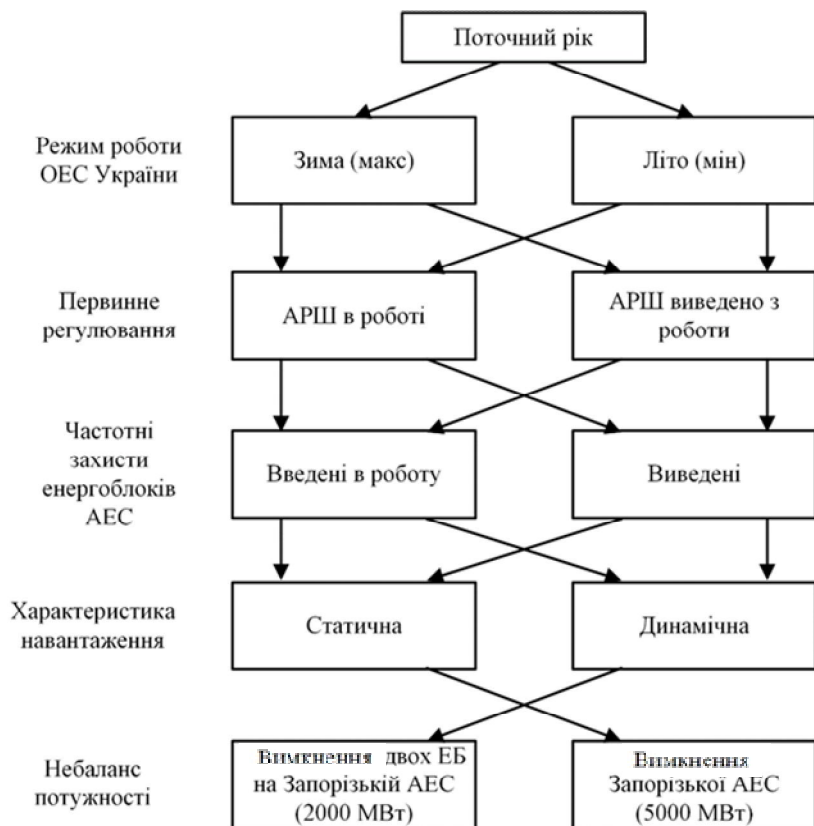 Поточний рік
Режим роботи
ОЕС України
Зима (макс)
Літо (мін)
Первинне
регулювання
АРШ в роботі
АРШ виведено з
роботи
Частотні
захисти
енергоблоків
АЕС
Введені в роботу
Виведені
Характеристика
навантаження
Статична
Динамічна
Небаланс
потужності
Вимкнення двох ЕБ
на Запорізькій АЕС
(2000 МВт)
Вимкнення
Запорізької АЕС
(5000 МВт)